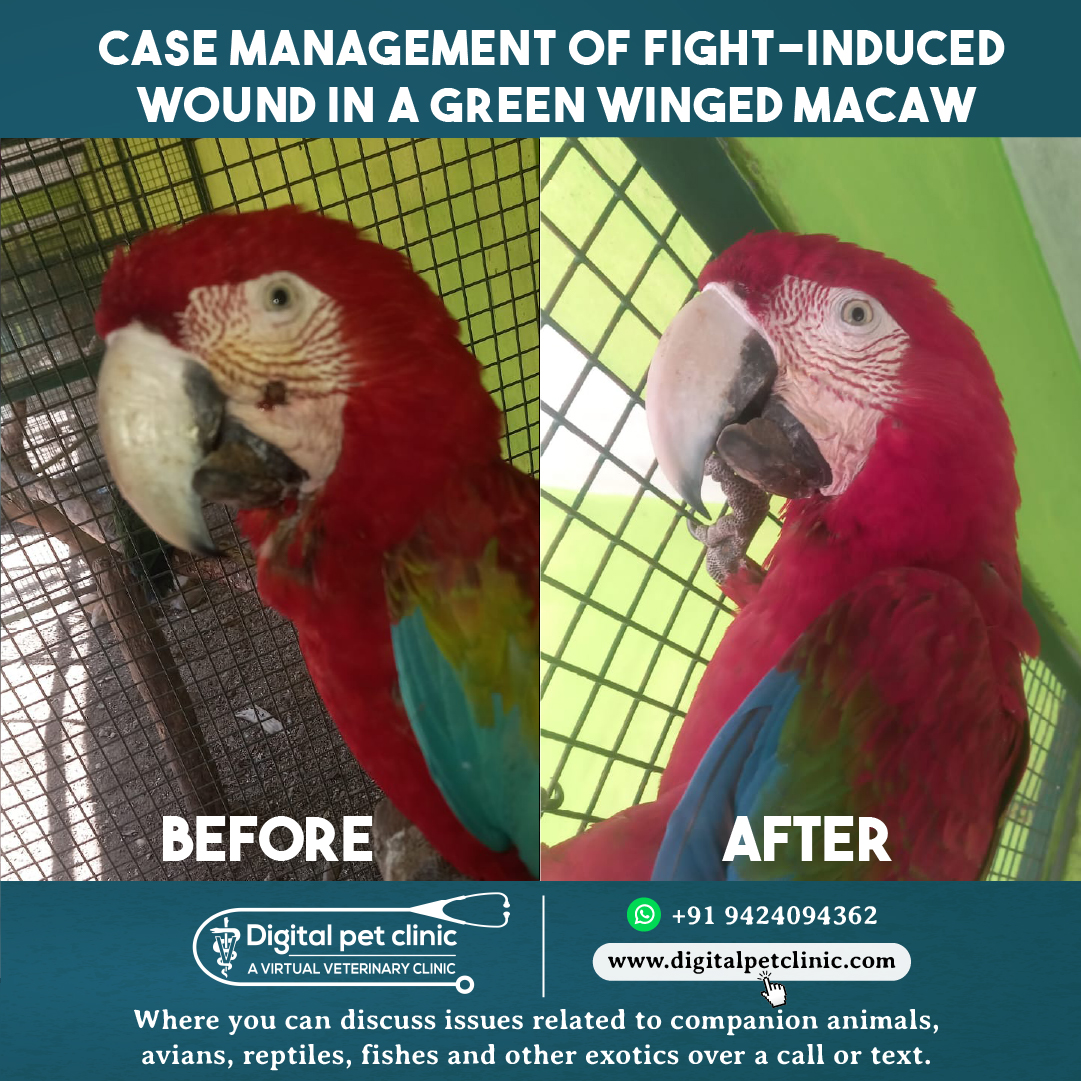 CASE MANAGEMENT OF FIGHT-INDUCED
WOUND IN A GREEN WINGED MACAW
BEFORE
AFTER
Digital pet clinic
A VIRTUAL VETERINARY CLINIC
+91 9424094362
www.digitalpetclinic.com
Where you can discuss issues related to companion animals,
avians, reptiles, fishes and other exotics over a call or text.